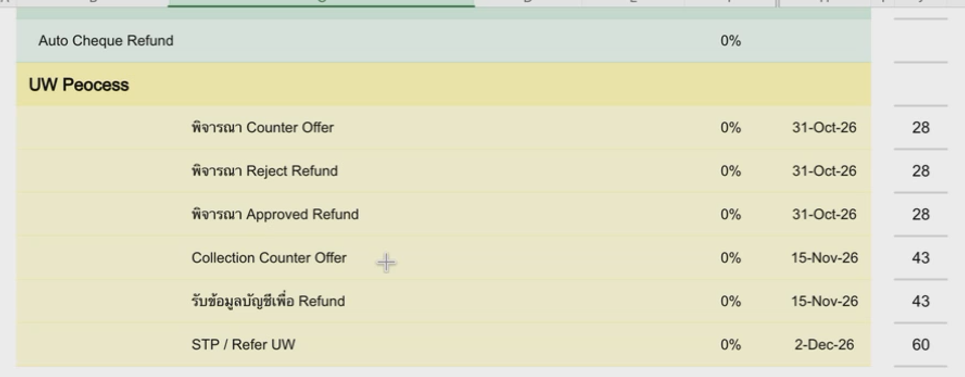 Auto Cheque Refund 0%
UW Peocess
พิจารณา Counter Offer 0% 31-Oct-26 28
พิจารณา Reject Refund 0% 31-Oct-26 28
พิจารณา Approved Refund 0% 31-Oct-26 28
Collection Counter Offer 0% 15-Nov-26 43
รับข้อมูลบัญชีเพื่อ Refund 0% 15-Nov-26 43
STP / Refer UW 0% 2-Dec-26 60